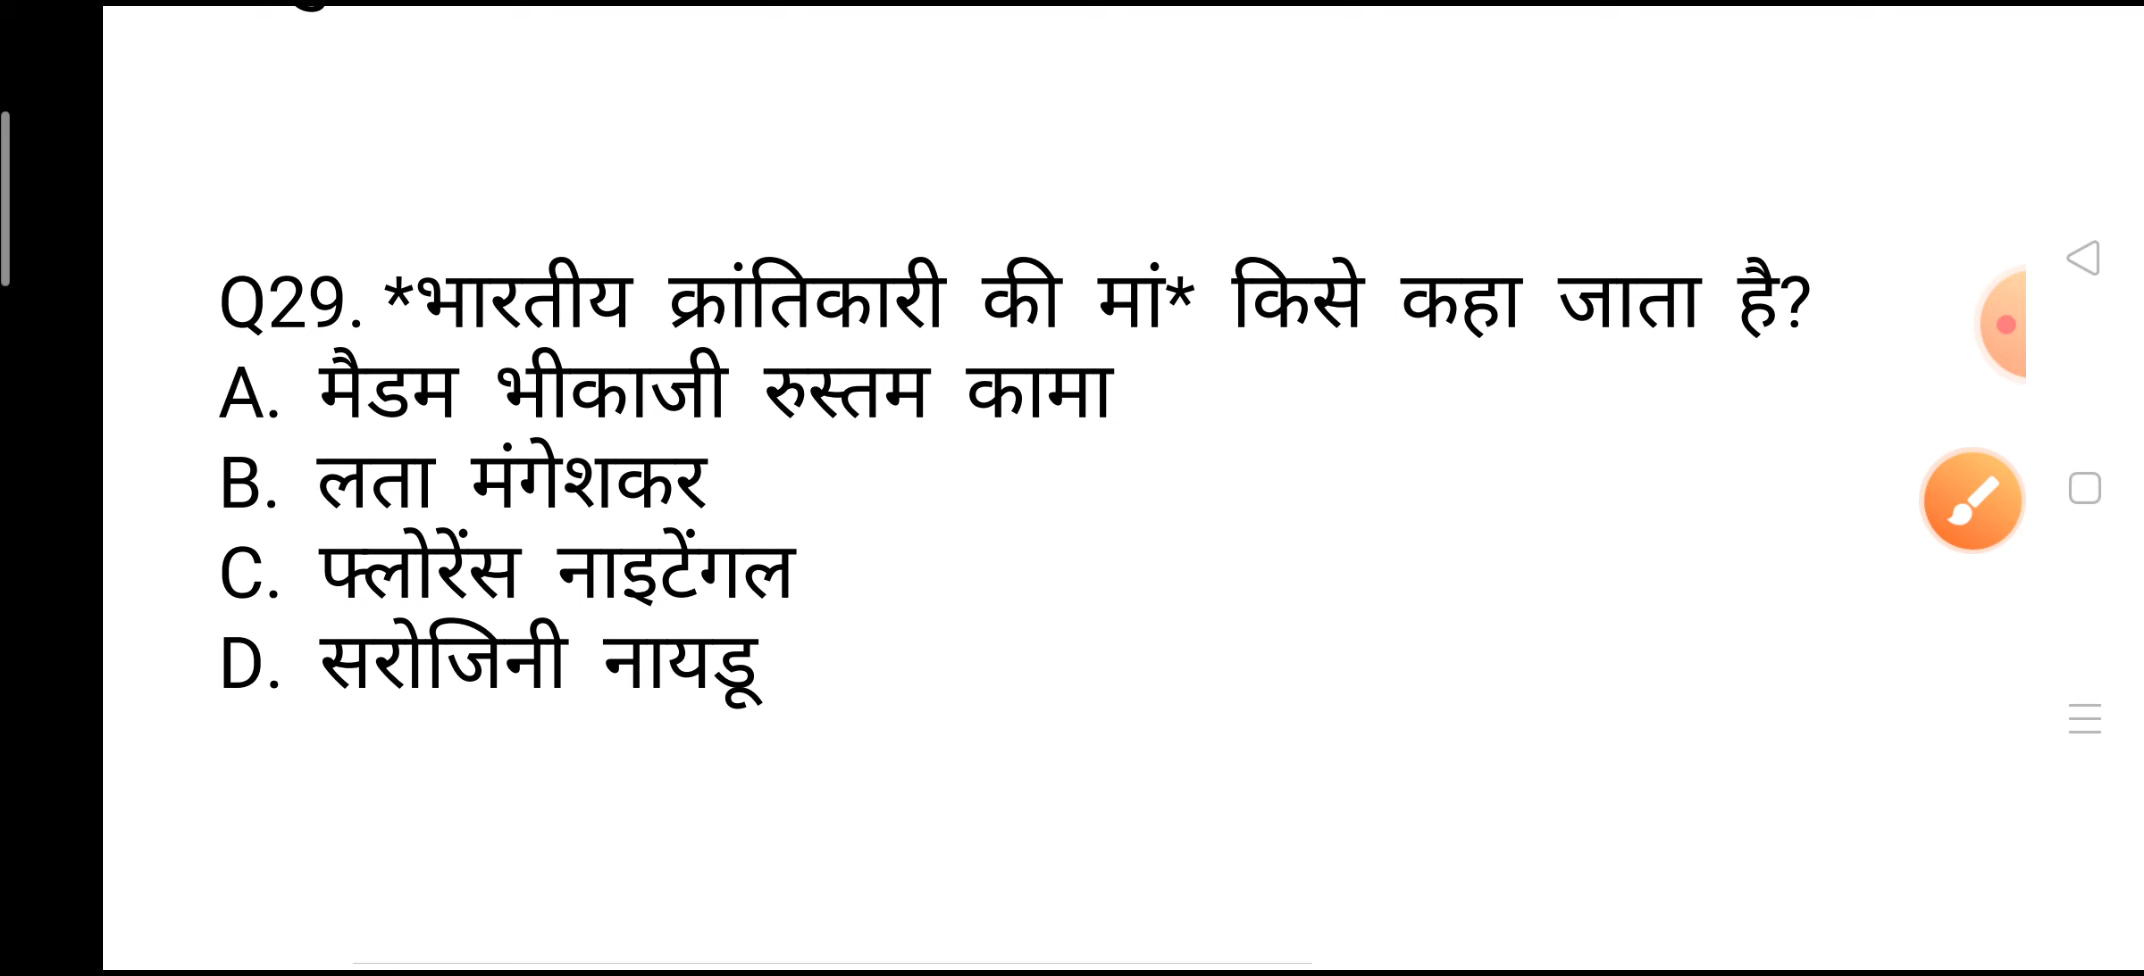 Q29. *भारतीय क्रांतिकारी की मां* किसे कहा जाता है?
A. मैडम भीकाजी रुस्तम कामा
B. लता मंगेशकर
C. फ्लोरेंस नाइटेंगल
D. सरोजिनी नायडू